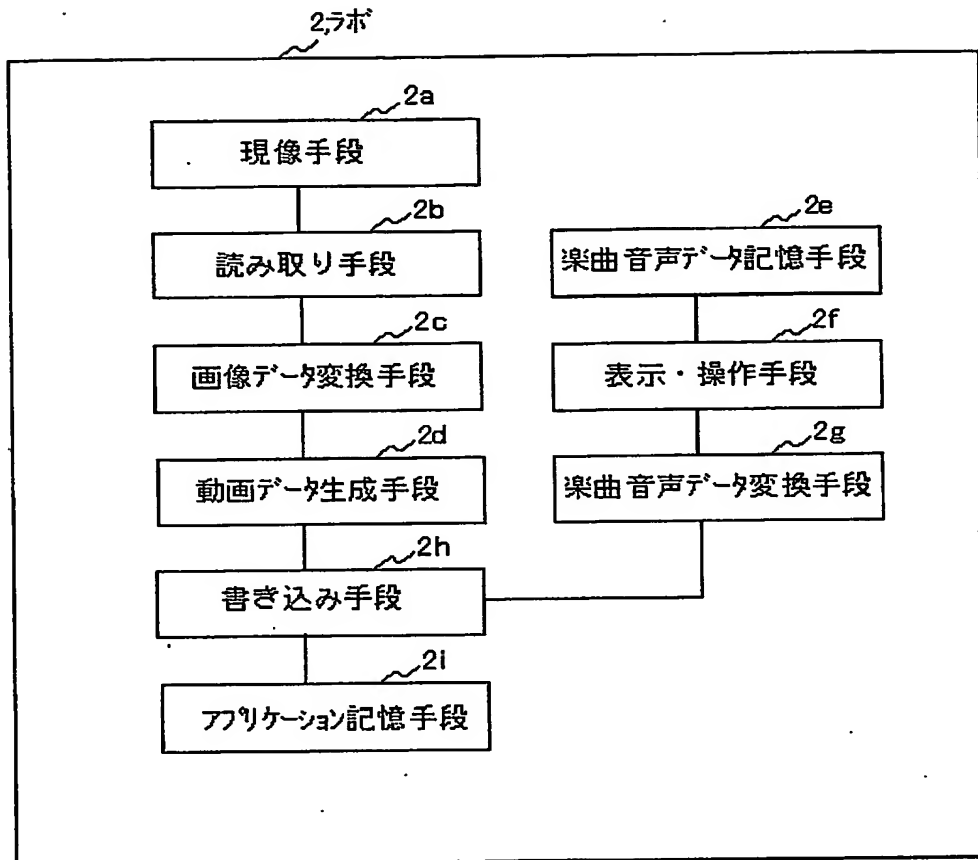 2,ラボ
2a
現像手段
2b
読み取り手段
2c
画像データ変換手段
2d
動画データ生成手段
2h
書き込み手段
2i
アプリケーション記憶手段
2e
楽曲音声データ記憶手段
2f
表示・操作手段
2g
楽曲音声データ変換手段